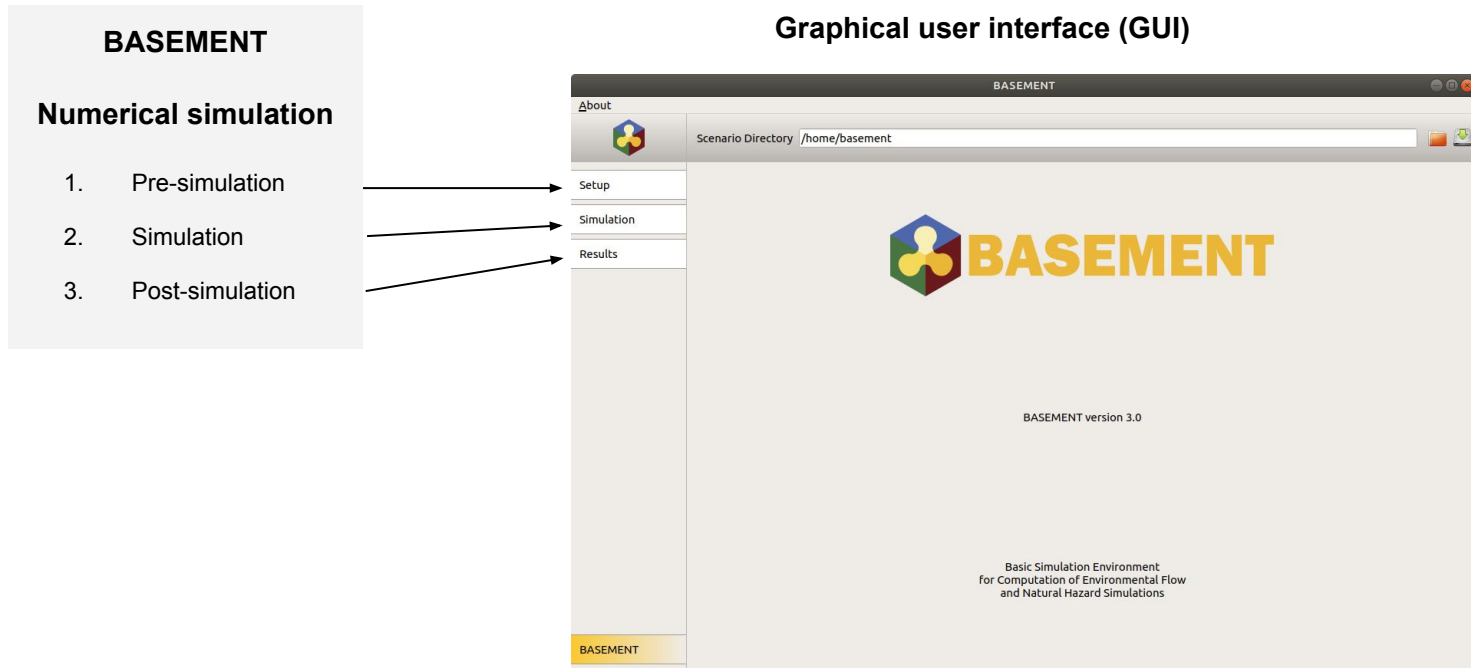 BASEMENT
Numerical simulation
1. Pre-simulation
2. Simulation
3. Post-simulation
Graphical user interface (GUI)
BASEMENT
About
Scenario Directory /home/basement
Setup
Simulation
Results
BASEMENT
BASEMENT version 3.0
Basic Simulation Environment
for Computation of Environmental Flow
and Natural Hazard Simulations
BASEMENT